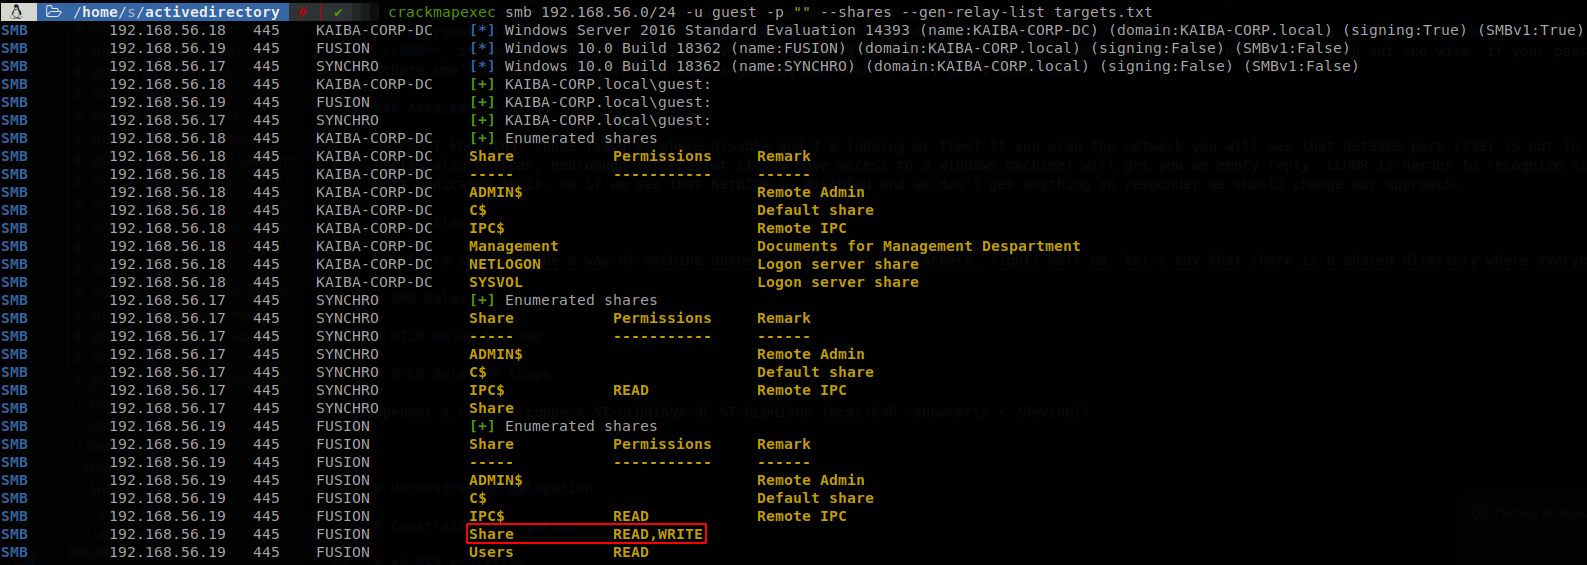 /home/s/activedirectory # ✔ crackmapexec smb 192.168.56.0/24 -u guest -p "" --shares --gen-relay-list targets.txt
SMB 192.168.56.18 445 KAIBA-CORP-DC [*] Windows Server 2016 Standard Evaluation 14393 (name:KAIBA-CORP-DC) (domain:KAIBA-CORP.local) (signing:True) (SMBv1:True)
SMB 192.168.56.19 445 FUSION [*] Windows 10.0 Build 18362 (name:FUSION) (domain:KAIBA-CORP.local) (signing:False) (SMBv1:False)
SMB 192.168.56.17 445 SYNCHRO [*] Windows 10.0 Build 18362 (name:SYNCHRO) (domain:KAIBA-CORP.local) (signing:False) (SMBv1:False)
SMB 192.168.56.18 445 KAIBA-CORP-DC [+] KAIBA-CORP.local\guest:
SMB 192.168.56.19 445 FUSION [+] KAIBA-CORP.local\guest:
SMB 192.168.56.17 445 SYNCHRO [+] KAIBA-CORP.local\guest:
SMB 192.168.56.18 445 KAIBA-CORP-DC [+] Enumerated shares
SMB 192.168.56.18 445 KAIBA-CORP-DC Share Permissions Remark
SMB 192.168.56.18 445 KAIBA-CORP-DC ----- ----------- ------
SMB 192.168.56.18 445 KAIBA-CORP-DC ADMIN$ Remote Admin
SMB 192.168.56.18 445 KAIBA-CORP-DC C$ Default share
SMB 192.168.56.18 445 KAIBA-CORP-DC IPC$ Remote IPC
SMB 192.168.56.18 445 KAIBA-CORP-DC Management Documents for Management Despartment
SMB 192.168.56.18 445 KAIBA-CORP-DC NETLOGON Logon server share
SMB 192.168.56.18 445 KAIBA-CORP-DC SYSVOL Logon server share
SMB 192.168.56.17 445 SYNCHRO [+] Enumerated shares
SMB 192.168.56.17 445 SYNCHRO Share Permissions Remark
SMB 192.168.56.17 445 SYNCHRO ----- ----------- ------
SMB 192.168.56.17 445 SYNCHRO ADMIN$ Remote Admin
SMB 192.168.56.17 445 SYNCHRO C$ Default share
SMB 192.168.56.17 445 SYNCHRO IPC$ READ Remote IPC
SMB 192.168.56.17 445 SYNCHRO Share
SMB 192.168.56.19 445 FUSION [+] Enumerated shares
SMB 192.168.56.19 445 FUSION Share Permissions Remark
SMB 192.168.56.19 445 FUSION ----- ----------- ------
SMB 192.168.56.19 445 FUSION ADMIN$ Remote Admin
SMB 192.168.56.19 445 FUSION C$ Default share
SMB 192.168.56.19 445 FUSION IPC$ READ Remote IPC
SMB 192.168.56.19 445 FUSION Share READ,WRITE
SMB 192.168.56.19 445 FUSION Users READ